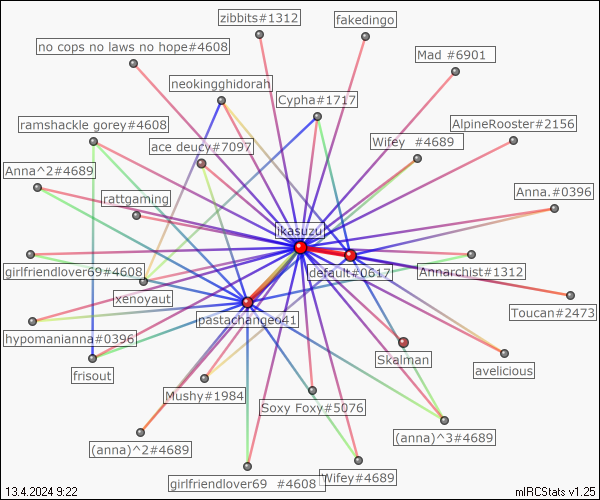 zibbits#1312
fakedingo
no cops no laws no hope#4608
Mad #6901
neokingghidorah
Cypha#1717
ramshackle gorey#4608
AlpineRooster#2156
ace deucy#7097
Wifey #4689
Anna^2#4689
Anna.#0396
rattgaming
ikasuzu
girlfriendlover69#4608
default#0617
Annarchist#1312
xenoyaut
Toucan#2473
pastachangeo41
hypomanianna#0396
Skalman
frisout
avelicious
Mushy#1984
Soxy Foxy#5076
(anna)^2#4689
(anna)^3#4689
girlfriendlover69 #4608
Wifey#4689
13.4.2024 9:22
mIRCStats v1.25